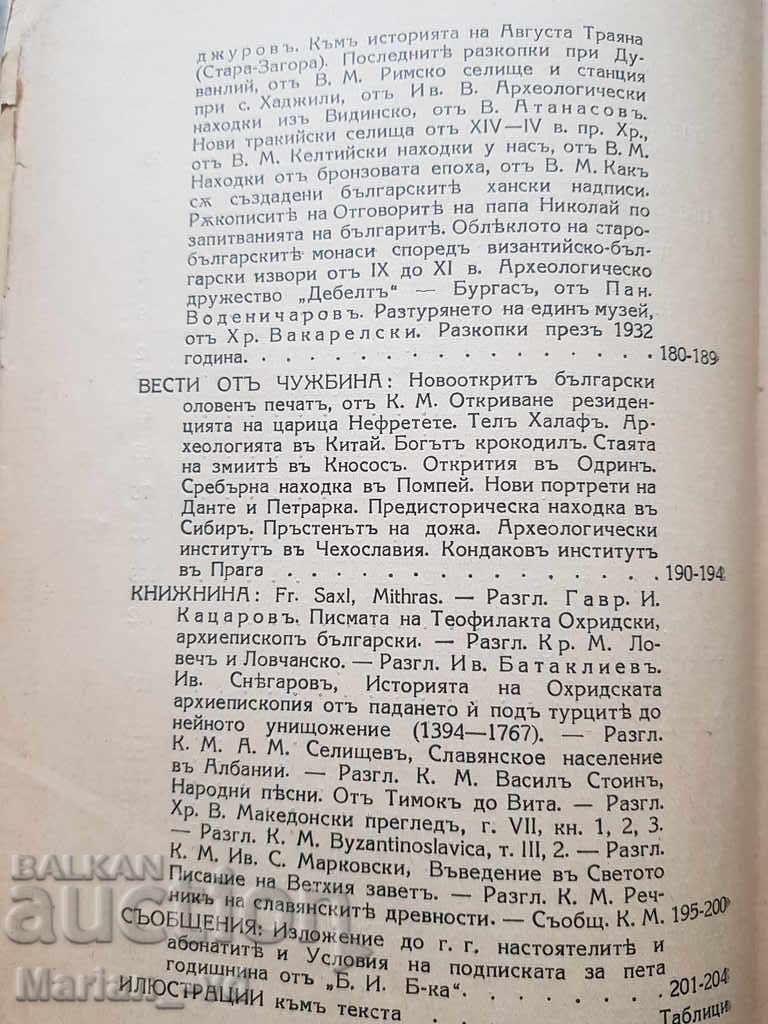 джуровъ. Къмъ историята на Августа Траяна
(Стара-Загора). Последнитѣ разкопки при Ду-
ванлий, отъ В. М. Римско селище и станция
при с. Хаджили, отъ Ив. В. Археологически
находки изъ Видинско, отъ В. Атанасовъ.
Нови тракийски селища отъ XIV—IV в. пр. Хр.,
отъ В. М. Келтийски находки у насъ, отъ В. М.
Находки отъ бронзовата епоха, отъ В. М. Какъ
сѫ създадени българскитѣ хански надписи.
Рѫкописитѣ на Отговоритѣ на папа Николай по
запитванията на българитѣ. Облѣклото на старо-
българскитѣ монаси споредъ византийско-бъл-
гарски извори отъ IX до XI в. Археологическо
дружество „Дебелтъ“ — Бургасъ, отъ Пан.
Воденичаровъ. Разтурянето на единъ музей,
отъ Хр. Вакарелски. Разкопки презъ 1932
година. . . . . . . . . . . . . . . . . 180-189
ВЕСТИ ОТЪ ЧУЖБИНА: Новооткритъ български
оловенъ печатъ, отъ К. М. Откриване резиден-
цията на царица Нефретете. Телъ Халафъ. Ар-
хеологията въ Китай. Богътъ крокодилъ. Стаята
на змиитѣ въ Кнососъ. Открития въ Одринъ.
Сребърна находка въ Помпей. Нови портрети на
Данте и Петрарка. Предисторическа находка въ
Сибиръ. Пръстенътъ на дожа. Археологически
институтъ въ Чехославия. Кондаковъ институтъ
въ Прага . . . . . . . . . . . . . . . . 190-194
КНИЖНИНА: Fr. Saxl, Mithras. — Разгл. Гавр. И.
Кацаровъ. Писмата на Теофилакта Охридски,
архиепископъ български. — Разгл. Кр. М. Ло-
вечъ и Ловчанско. — Разгл. Ив. Батаклиевъ.
Ив. Снѣгаровъ, Историята на Охридската
архиепископия отъ падането ѝ подъ турцитѣ до
нейното унищожение (1394—1767). — Разгл.
К. М. А. М. Селищевъ, Славянское население
въ Албании. — Разгл. К. М. Василъ Стоинъ,
Народни пѣсни. Отъ Тимокъ до Вита. — Разгл.
Хр. В. Македонски прегледъ, г. VII, кн. 1, 2, 3.
— Разгл. К. М. Byzantinoslavica, т. III, 2. — Разгл.
К. М. Ив. С. Марковски, Въведение въ Светото
Писание на Ветхия заветъ. — Разгл. К. М. Реч-
никъ на славянскитѣ древности. — Съобщ. К. М. 195-200
СЪОБЩЕНИЯ: Изложение до г. г. настоятелитѣ и
абонатитѣ и Условия на подписката за пета
годишнина отъ „Б. И. Б-ка“. . . . . . . . 201-204
ИЛЮСТРАЦИИ къмъ текста . . . . . . Таблици
BALKAN
auction